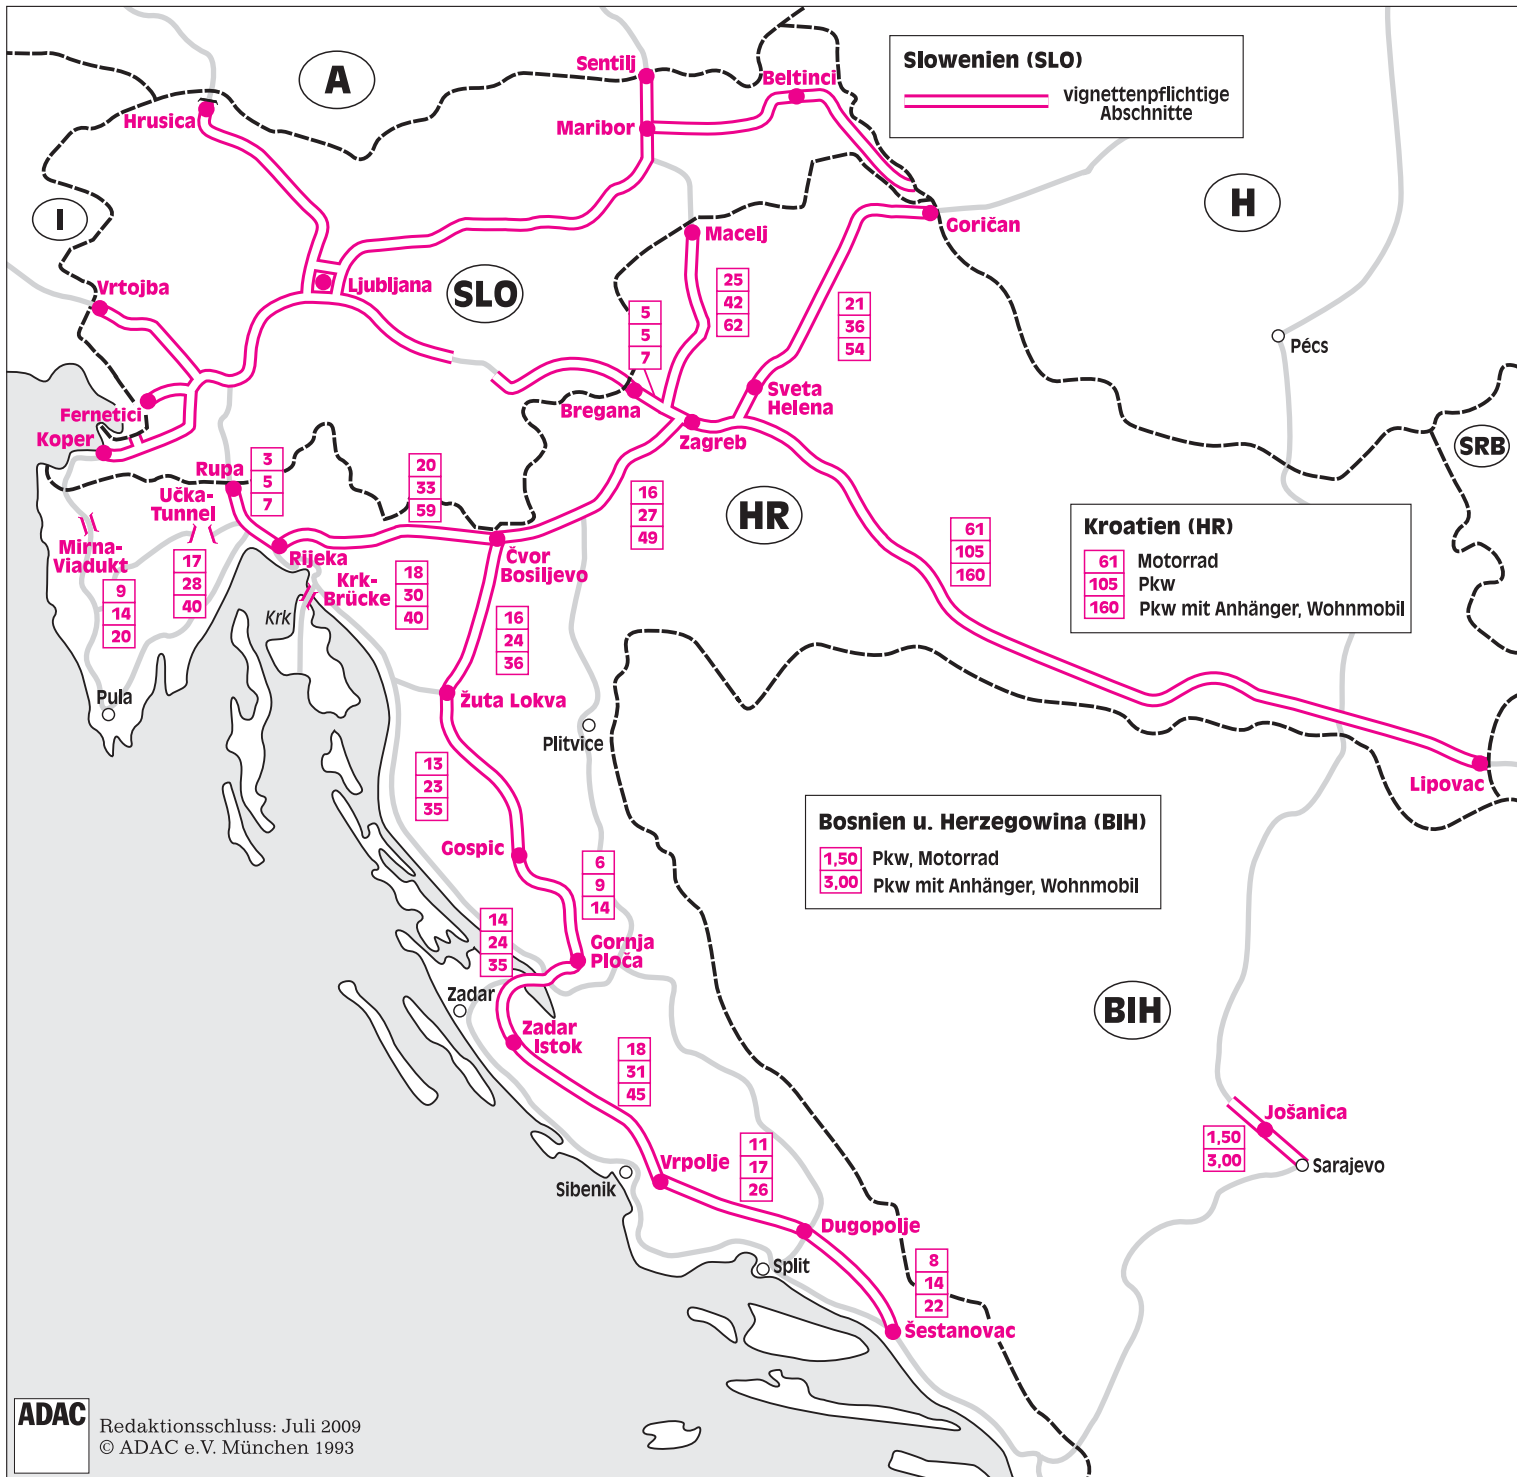 A
Sentilj
Beltinci
Slowenien (SLO)
vignettenpflichtige
Abschnitte
Hrusica
Maribor
I
H
Macelj
Goričan
Vrtojba
Ljubljana
SLO
25
42
62
5
5
7
21
36
54
Pécs
Fernetici
Koper
Bregana
Zagreb
Sveta
Helena
SRB
Rupa
3
5
7
20
33
59
Učka-
Tunnel
16
27
49
HR
Kroatien (HR)
61 Motorrad
105 Pkw
160 Pkw mit Anhänger, Wohnmobil
61
105
160
Mirna-
Viadukt
Rijeka
Čvor
Bosiljevo
17
28
40
Krk-
Brücke
18
30
40
9
14
20
Krk
16
24
36
Pula
Žuta Lokva
Plitvice
13
23
35
Lipovac
Bosnien u. Herzegowina (BIH)
1,50 Pkw, Motorrad
3,00 Pkw mit Anhänger, Wohnmobil
Gospic
6
9
14
14
24
35
Gornja
Ploča
Zadar
BIH
Zadar
Istok
18
31
45
Jošanica
1,50
3,00
Sarajevo
Vrpolje
11
17
26
Sibenik
Dugopolje
Split
8
14
22
Šestanovac
ADAC
Redaktionsschluss: Juli 2009
© ADAC e.V. München 1993